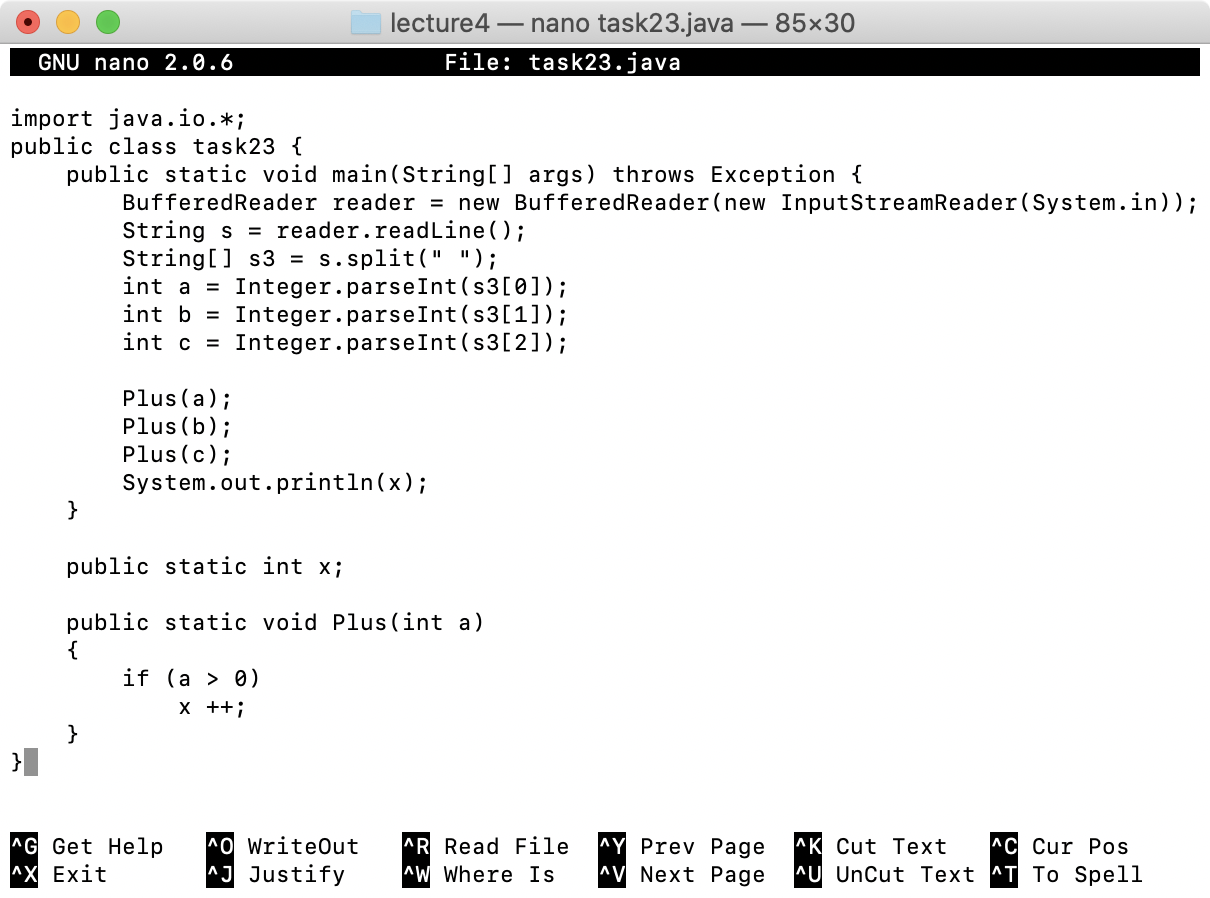 lecture4 — nano task23.java — 85×30
GNU nano 2.0.6 File: task23.java
import java.io.*;
public class task23 {
    public static void main(String[] args) throws Exception {
        BufferedReader reader = new BufferedReader(new InputStreamReader(System.in));
        String s = reader.readLine();
        String[] s3 = s.split(" ");
        int a = Integer.parseInt(s3[0]);
        int b = Integer.parseInt(s3[1]);
        int c = Integer.parseInt(s3[2]);
        Plus(a);
        Plus(b);
        Plus(c);
        System.out.println(x);
    }
    public static int x;
    public static void Plus(int a)
    {
        if (a > 0)
            x ++;
    }
}
^G Get Help ^O WriteOut ^R Read File ^Y Prev Page ^K Cut Text ^C Cur Pos
^X Exit ^J Justify ^W Where Is ^V Next Page ^U UnCut Text ^T To Spell